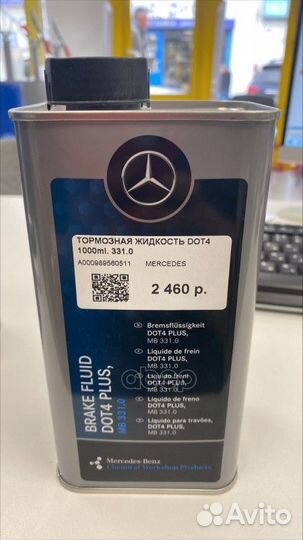 ТОРМОЗНАЯ ЖИДКОСТЬ DOT4
1000ml. 331.0
A000989560511 MERCEDES
2 460 р.
BRAKE FLUID
DOT4 PLUS,
MB 331.0
Bremsflüssigkeit
DOT4 PLUS,
MB 331.0
Liquide de frein
DOT4 PLUS,
MB 331.0
Liquido freni
DOT4 PLUS,
MB 331.0
Líquido de freno
DOT4 PLUS,
MB 331.0
Líquido para travões,
DOT4 PLUS,
MB 331.0
Mercedes-Benz
Chemical Workshop Products
Avito